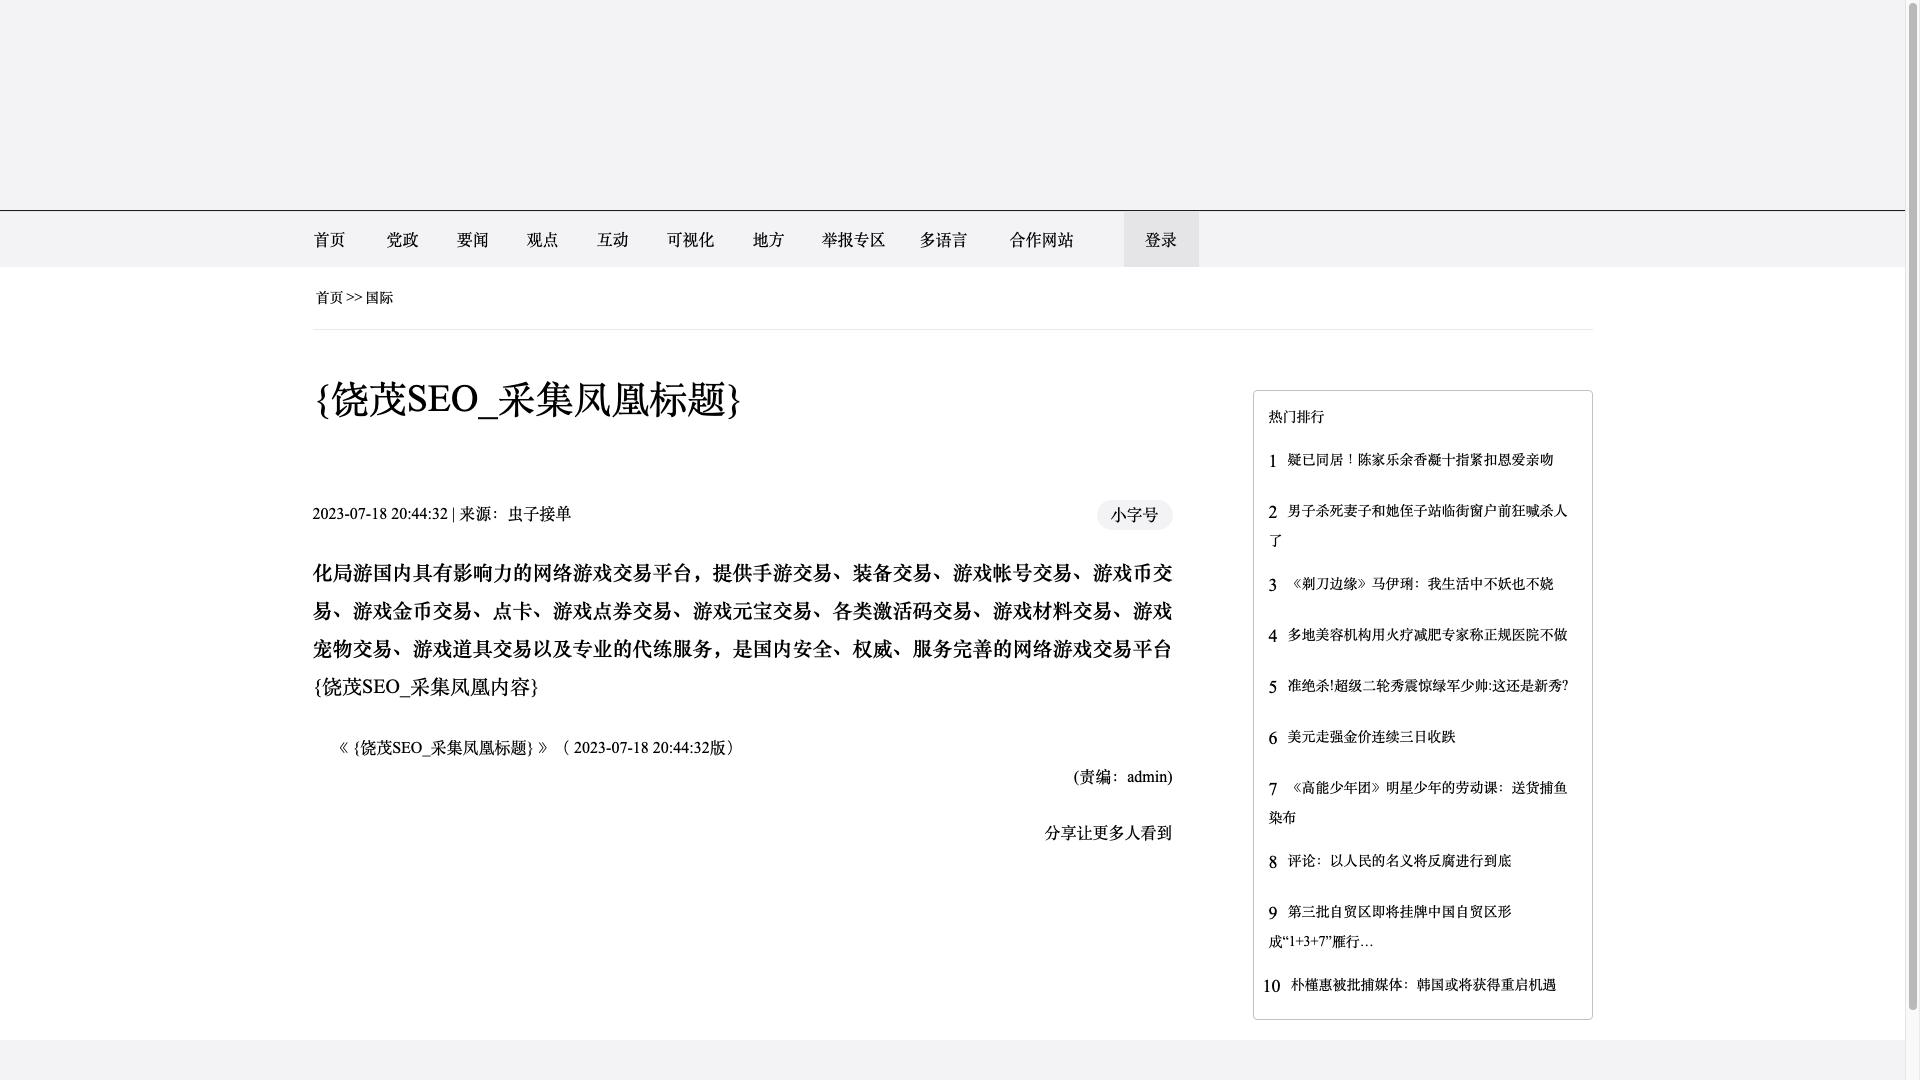 首页 党政 要闻 观点 互动 可视化 地方 举报专区 多语言 合作网站 登录
首页 >> 国际
{饶茂SEO_采集凤凰标题}
2023-07-18 20:44:32 | 来源：虫子接单
小字号
化局游国内具有影响力的网络游戏交易平台，提供手游交易、装备交易、游戏帐号交易、游戏币交
易、游戏金币交易、点卡、游戏点券交易、游戏元宝交易、各类激活码交易、游戏材料交易、游戏
宠物交易、游戏道具交易以及专业的代练服务，是国内安全、权威、服务完善的网络游戏交易平台
{饶茂SEO_采集凤凰内容}
《 {饶茂SEO_采集凤凰标题} 》（ 2023-07-18 20:44:32版）
(责编：admin)
分享让更多人看到
热门排行
1 疑已同居！陈家乐余香凝十指紧扣恩爱亲吻
2 男子杀死妻子和她侄子站临街窗户前狂喊杀人
了
3 《剃刀边缘》马伊琍：我生活中不妖也不娆
4 多地美容机构用火疗减肥专家称正规医院不做
5 准绝杀!超级二轮秀震惊绿军少帅:这还是新秀?
6 美元走强金价连续三日收跌
7 《高能少年团》明星少年的劳动课：送货捕鱼
染布
8 评论：以人民的名义将反腐进行到底
9 第三批自贸区即将挂牌中国自贸区形
成“1+3+7”雁行…
10 朴槿惠被批捕媒体：韩国或将获得重启机遇